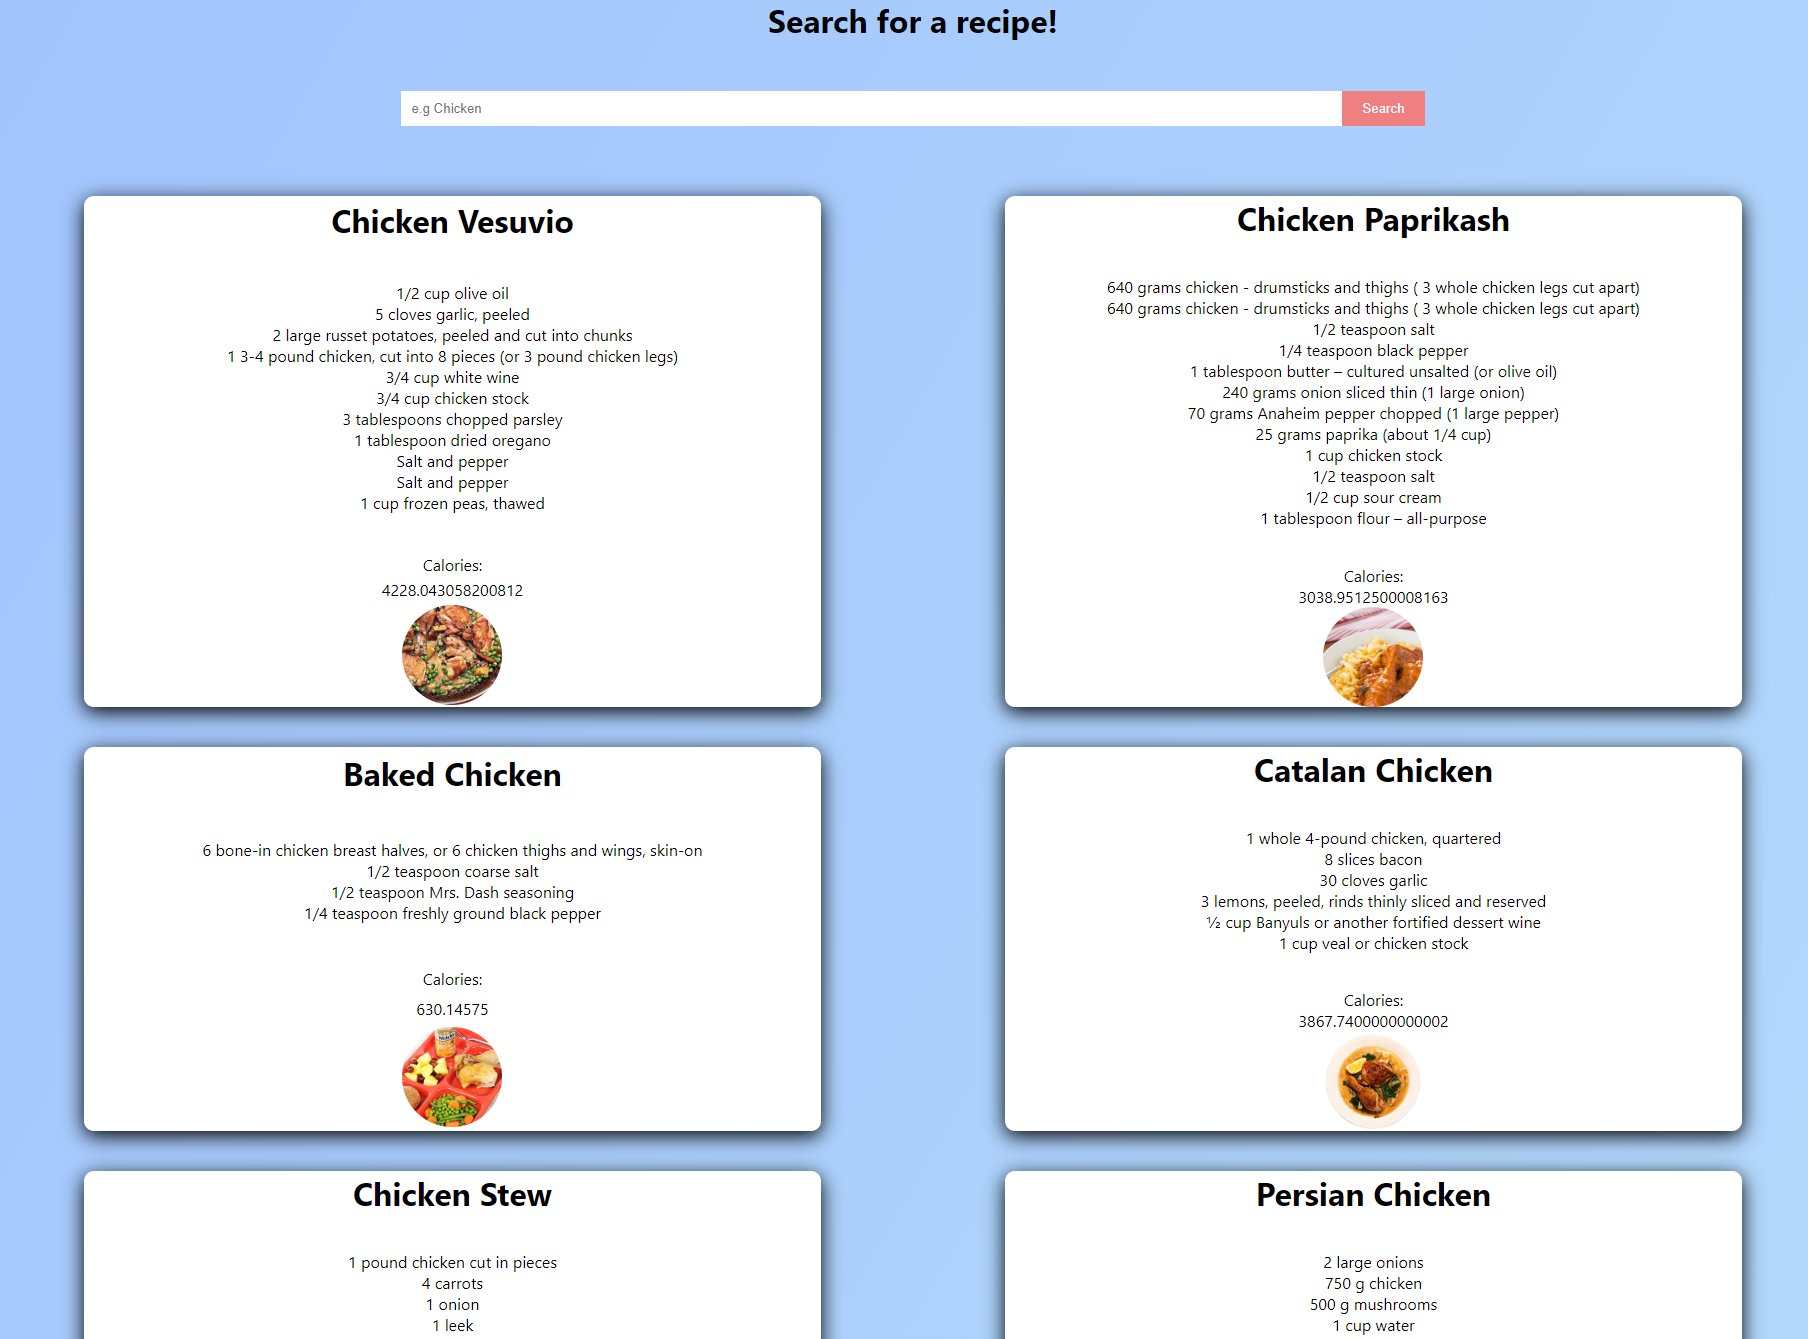 Search for a recipe!
e.g Chicken
Search
Chicken Vesuvio
1/2 cup olive oil
5 cloves garlic, peeled
2 large russet potatoes, peeled and cut into chunks
1 3-4 pound chicken, cut into 8 pieces (or 3 pound chicken legs)
3/4 cup white wine
3/4 cup chicken stock
3 tablespoons chopped parsley
1 tablespoon dried oregano
Salt and pepper
Salt and pepper
1 cup frozen peas, thawed
Calories:
4228.043058200812
Chicken Paprikash
640 grams chicken - drumsticks and thighs ( 3 whole chicken legs cut apart)
640 grams chicken - drumsticks and thighs ( 3 whole chicken legs cut apart)
1/2 teaspoon salt
1/4 teaspoon black pepper
1 tablespoon butter – cultured unsalted (or olive oil)
240 grams onion sliced thin (1 large onion)
70 grams Anaheim pepper chopped (1 large pepper)
25 grams paprika (about 1/4 cup)
1 cup chicken stock
1/2 teaspoon salt
1/2 cup sour cream
1 tablespoon flour – all-purpose
Calories:
3038.9512500008163
Baked Chicken
6 bone-in chicken breast halves, or 6 chicken thighs and wings, skin-on
1/2 teaspoon coarse salt
1/2 teaspoon Mrs. Dash seasoning
1/4 teaspoon freshly ground black pepper
Calories:
630.14575
Catalan Chicken
1 whole 4-pound chicken, quartered
8 slices bacon
30 cloves garlic
3 lemons, peeled, rinds thinly sliced and reserved
½ cup Banyuls or another fortified dessert wine
1 cup veal or chicken stock
Calories:
3867.7400000000002
Chicken Stew
1 pound chicken cut in pieces
4 carrots
1 onion
1 leek
Persian Chicken
2 large onions
750 g chicken
500 g mushrooms
1 cup water